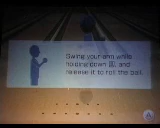 Swing your arm while
holding down B, and
release it to roll the ball.